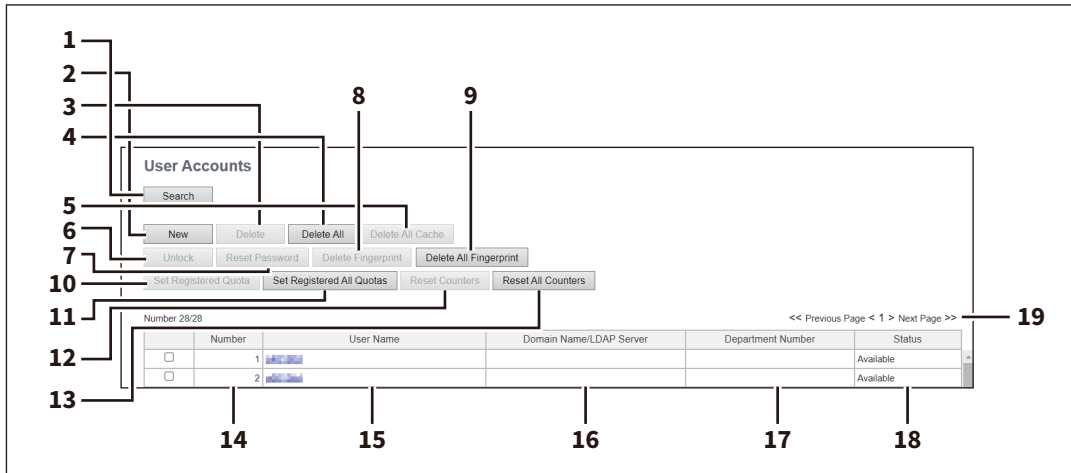 1
2
3
8
9
4
User Accounts
Search
5
6
New Delete Delete All Delete All Cache
7
Unlock Reset Password Delete Fingerprint Delete All Fingerprint
10
Set Registered Quota Set Registered All Quotas Reset Counters Reset All Counters
11
Number 28/28
<< Previous Page < 1 > Next Page >>
19
12
Number User Name Domain Name/LDAP Server Department Number Status
1 Available
2 Available
13
14
15
16
17
18